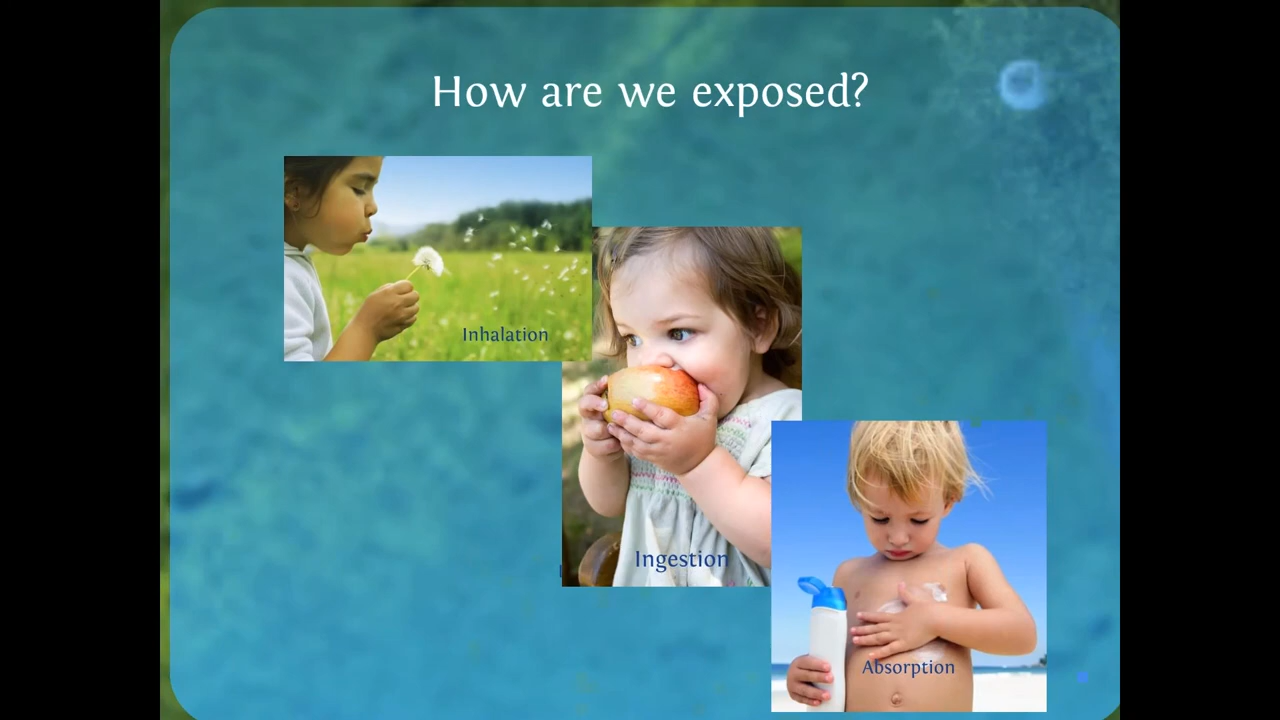 How are we exposed?
Inhalation
Ingestion
Absorption